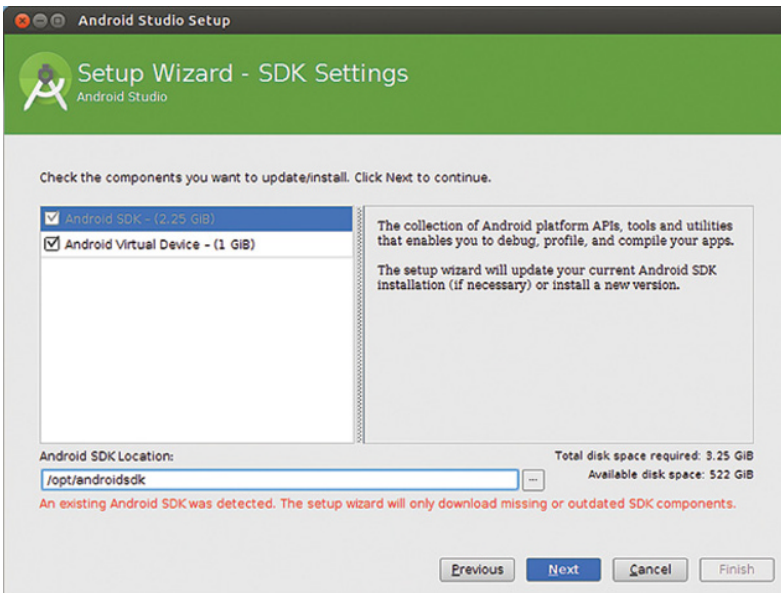 Android Studio Setup
Setup Wizard - SDK Settings
Android Studio
Check the components you want to update/install. Click Next to continue.
Android SDK – (2.25 GiB)
Android Virtual Device – (1 GiB)
The collection of Android platform APIs, tools and utilities
that enables you to debug, profile, and compile your apps.
The setup wizard will update your current Android SDK
installation (if necessary) or install a new version.
Android SDK Location:
Total disk space required: 3.25 GiB
/opt/androidsdk
...
Available disk space: 522 GiB
An existing Android SDK was detected. The setup wizard will only download missing or outdated SDK components.
Previous
Next
Cancel
Finish